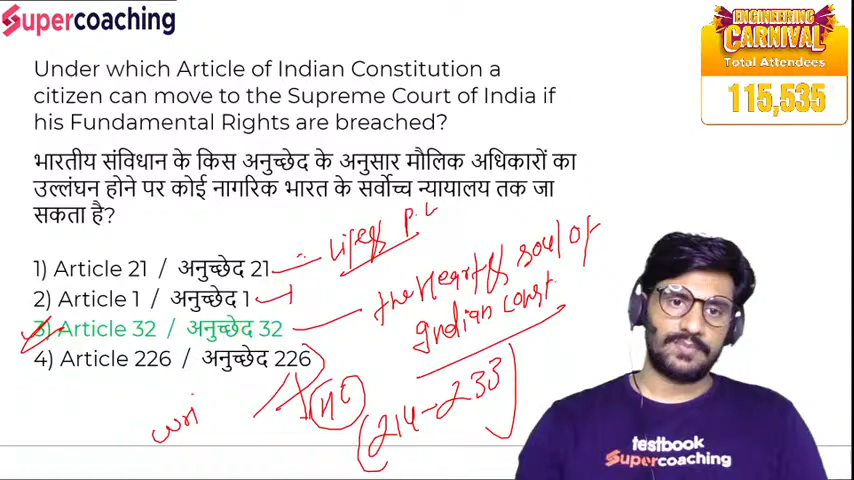 Supercoaching
ENGINEERING
CARNIVAL
Total Attendees
115,535
Under which Article of Indian Constitution a
citizen can move to the Supreme Court of India if
his Fundamental Rights are breached?
भारतीय संविधान के किस अनुच्छेद के अनुसार मौलिक अधिकारों का
उल्लंघन होने पर कोई नागरिक भारत के सर्वोच्च न्यायालय तक जा
सकता है?
Life & P. L
1) Article 21 / अनुच्छेद 21
2) Article 1 / अनुच्छेद 1
3) Article 32 / अनुच्छेद 32
the Heart & soul of
Indian const.
4) Article 226 / अनुच्छेद 226
HC
(214-233)
wri
testbook
Supercoaching